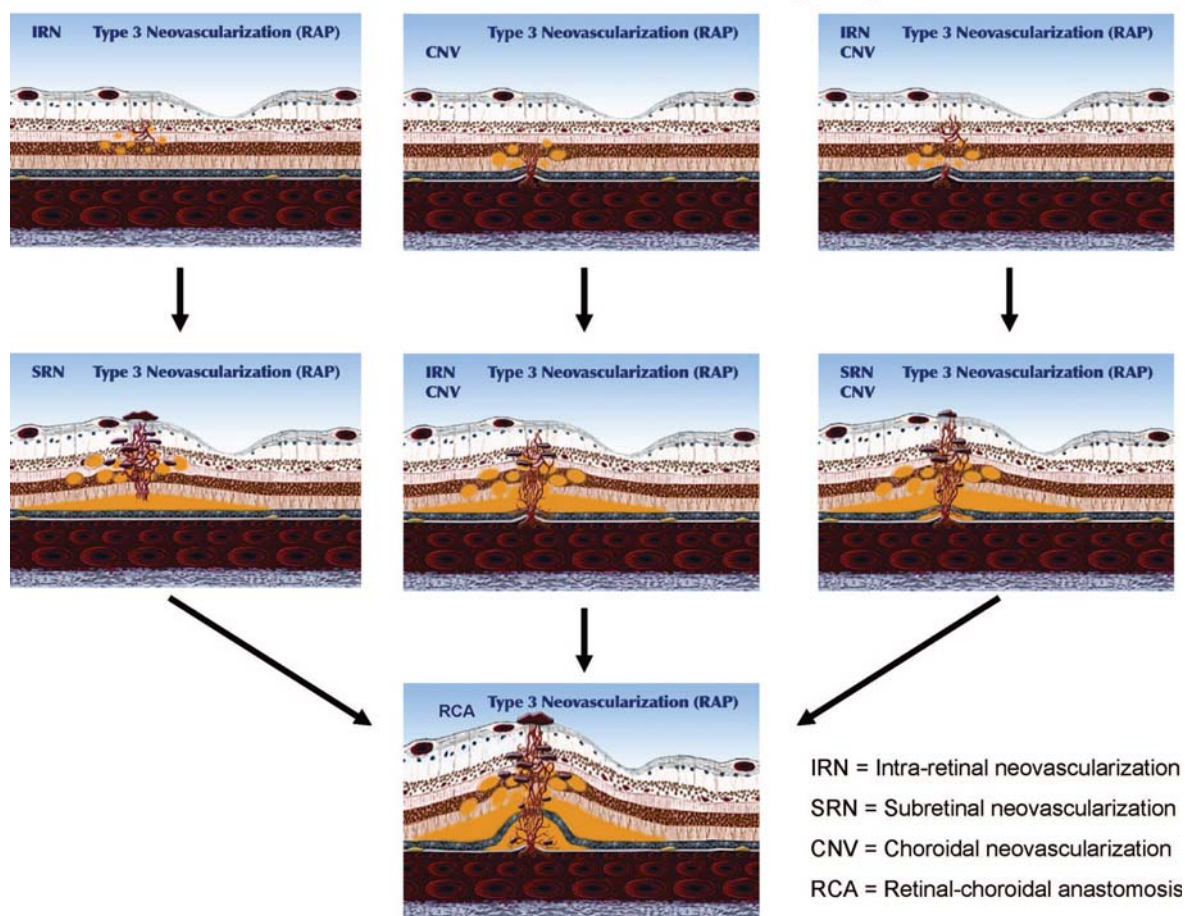 IRN Type 3 Neovascularization (RAP)
Type 3 Neovascularization (RAP)
CNV
IRN Type 3 Neovascularization (RAP)
CNV
SRN Type 3 Neovascularization (RAP)
IRN Type 3 Neovascularization (RAP)
CNV
SRN Type 3 Neovascularization (RAP)
CNV
RCA Type 3 Neovascularization (RAP)
IRN = Intra-retinal neovascularization
SRN = Subretinal neovascularization
CNV = Choroidal neovascularization
RCA = Retinal-choroidal anastomosis